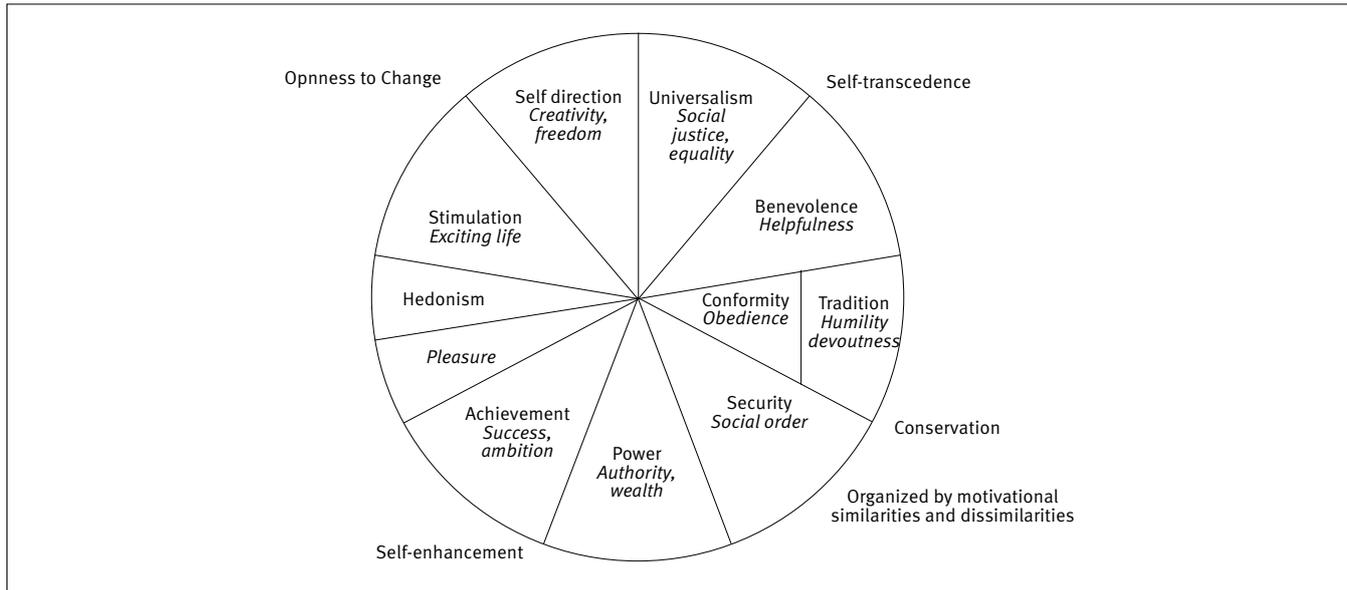 Opnness to Change
Self-transcedence
Self direction
Creativity,
freedom
Universalism
Social
justice,
equality
Stimulation
Exciting life
Benevolence
Helpfulness
Hedonism
Conformity
Obedience
Tradition
Humility
devoutness
Pleasure
Achievement
Success,
ambition
Power
Authority,
wealth
Security
Social order
Conservation
Self-enhancement
Organized by motivational
similarities and dissimilarities